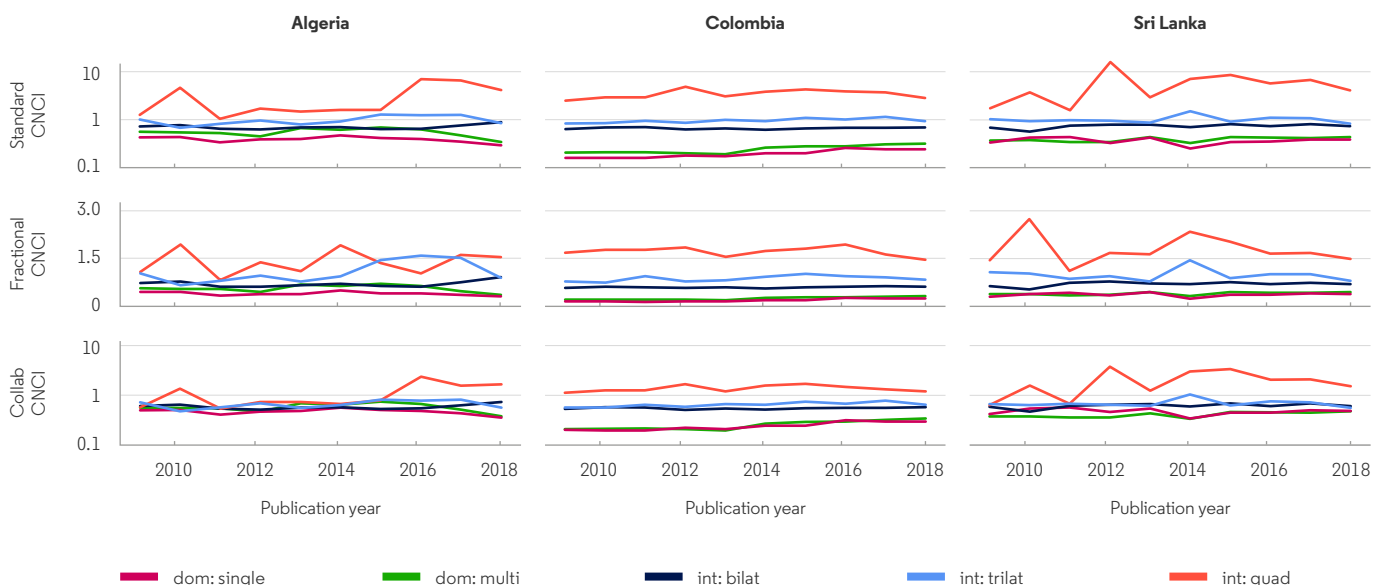 Algeria
Colombia
Sri Lanka
Standard
CNCI
10
1
0.1
Fractional
CNCI
3.0
1.5
0
Collab
CNCI
10
1
0.1
2010 2012 2014 2016 2018
2010 2012 2014 2016 2018
2010 2012 2014 2016 2018
Publication year
Publication year
Publication year
dom: single
dom: multi
int: bilat
int: trilat
int: quad